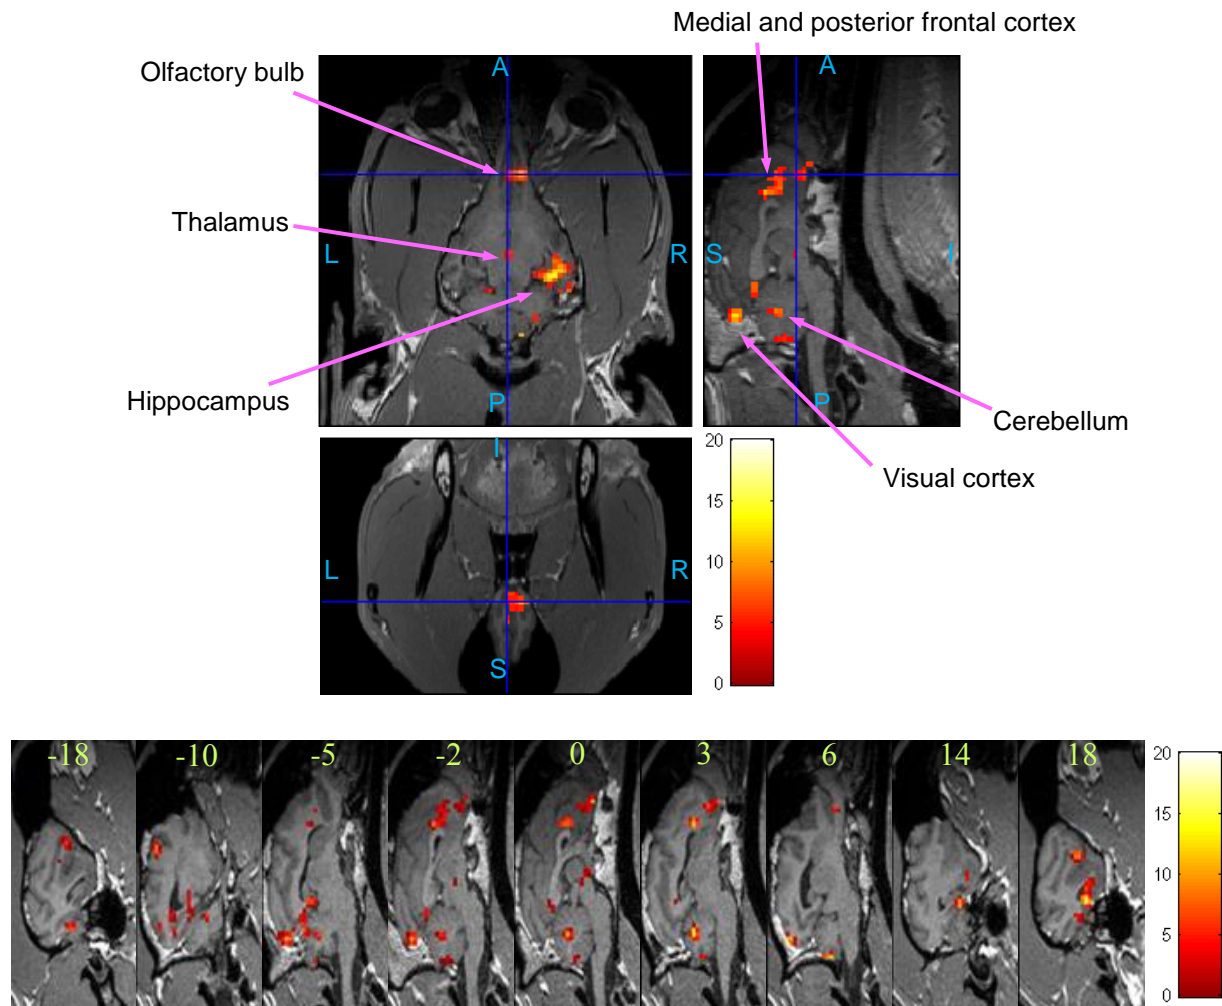 Medial and posterior frontal cortex
Olfactory bulb
A
A
Thalamus
L
R
S
I
Hippocampus
P
P
Cerebellum
Visual cortex
I
L
R
S
20
15
10
5
0
-18
-10
-5
-2
0
3
6
14
18
20
15
10
5
0